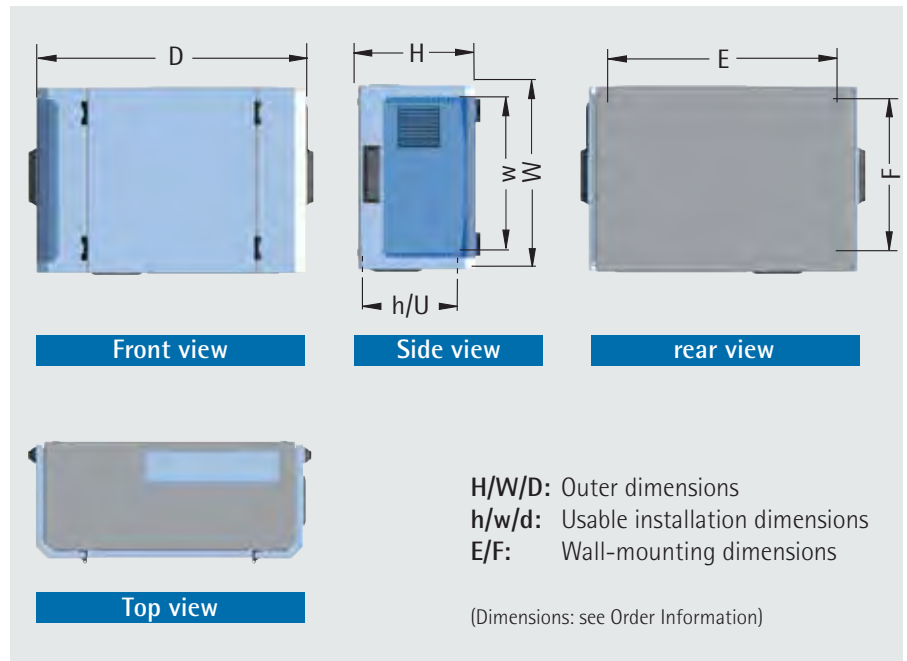 D
H
E
w
W
F
h/U
Front view
Side view
rear view
H/W/D: Outer dimensions
h/w/d: Usable installation dimensions
E/F: Wall-mounting dimensions
Top view
(Dimensions: see Order Information)